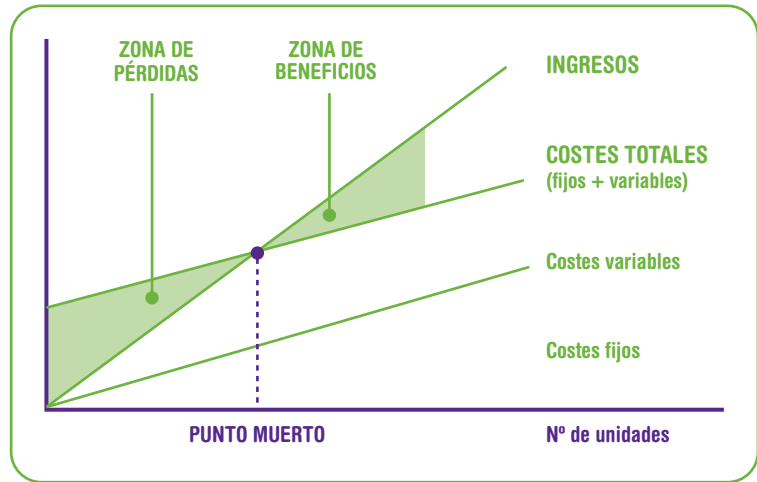 ZONA DE
PÉRDIDAS
ZONA DE
BENEFICIOS
INGRESOS
COSTES TOTALES
(fijos + variables)
Costes variables
Costes fijos
PUNTO MUERTO
Nº de unidades